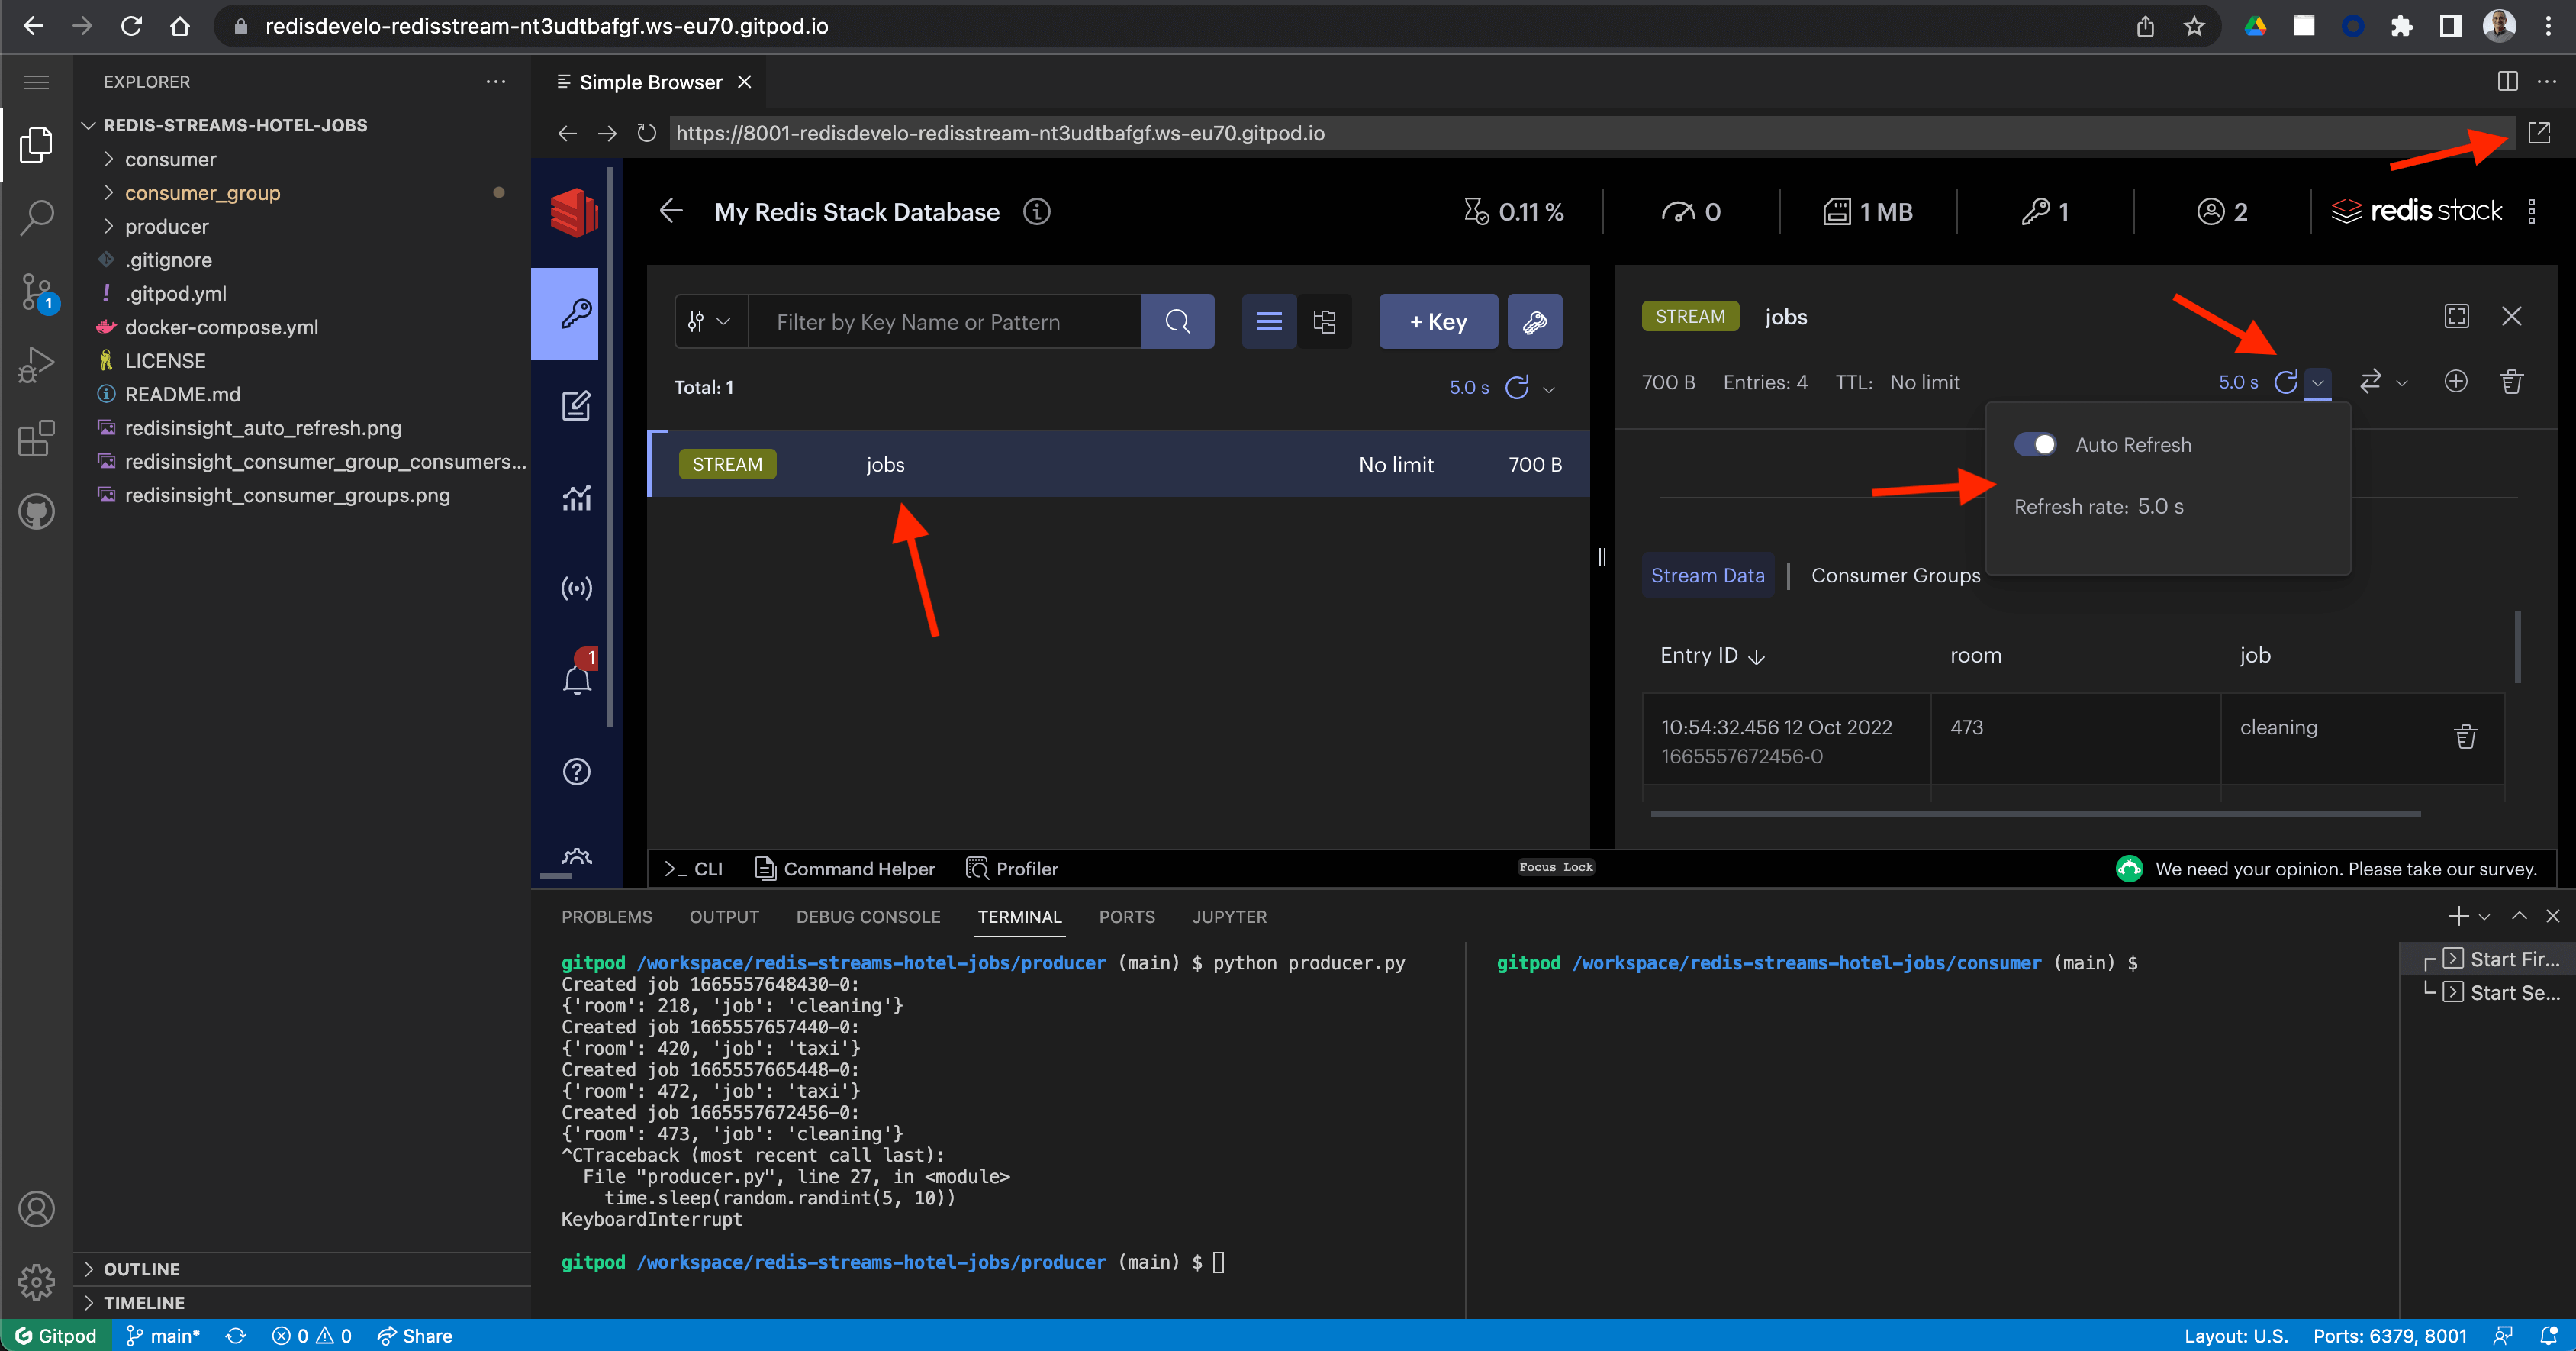 redisdevelo-redisstream-nt3udtbafgf.ws-eu70.gitpod.io
EXPLORER
REDIS-STREAMS-HOTEL-JOBS
consumer
consumer_group
producer
.gitignore
.gitpod.yml
docker-compose.yml
LICENSE
README.md
redisinsight_auto_refresh.png
redisinsight_consumer_group_consumers...
redisinsight_consumer_groups.png
1
OUTLINE
TIMELINE
Simple Browser
https://8001-redisdevelo-redisstream-nt3udtbafgf.ws-eu70.gitpod.io
My Redis Stack Database
0.11 %
0
1 MB
1
2
redis stack
Filter by Key Name or Pattern
+ Key
Total: 1
5.0 s
STREAM jobs No limit 700 B
1
STREAM jobs
700 B Entries: 4 TTL: No limit
5.0 s
Auto Refresh
Refresh rate: 5.0 s
Stream Data | Consumer Groups
Entry ID room job
10:54:32.456 12 Oct 2022 473 cleaning
1665557672456-0
>_ CLI Command Helper Profiler
Focus Lock
We need your opinion. Please take our survey.
PROBLEMS OUTPUT DEBUG CONSOLE TERMINAL PORTS JUPYTER
gitpod /workspace/redis-streams-hotel-jobs/producer (main) $ python producer.py
Created job 1665557648430-0:
{'room': 218, 'job': 'cleaning'}
Created job 1665557657440-0:
{'room': 420, 'job': 'taxi'}
Created job 1665557665448-0:
{'room': 472, 'job': 'taxi'}
Created job 1665557672456-0:
{'room': 473, 'job': 'cleaning'}
^CTraceback (most recent call last):
File "producer.py", line 27, in <module>
time.sleep(random.randint(5, 10))
KeyboardInterrupt
gitpod /workspace/redis-streams-hotel-jobs/producer (main) $
gitpod /workspace/redis-streams-hotel-jobs/consumer (main) $
Start Fir...
Start Se...
Gitpod main* 0 0 Share
Layout: U.S. Ports: 6379, 8001